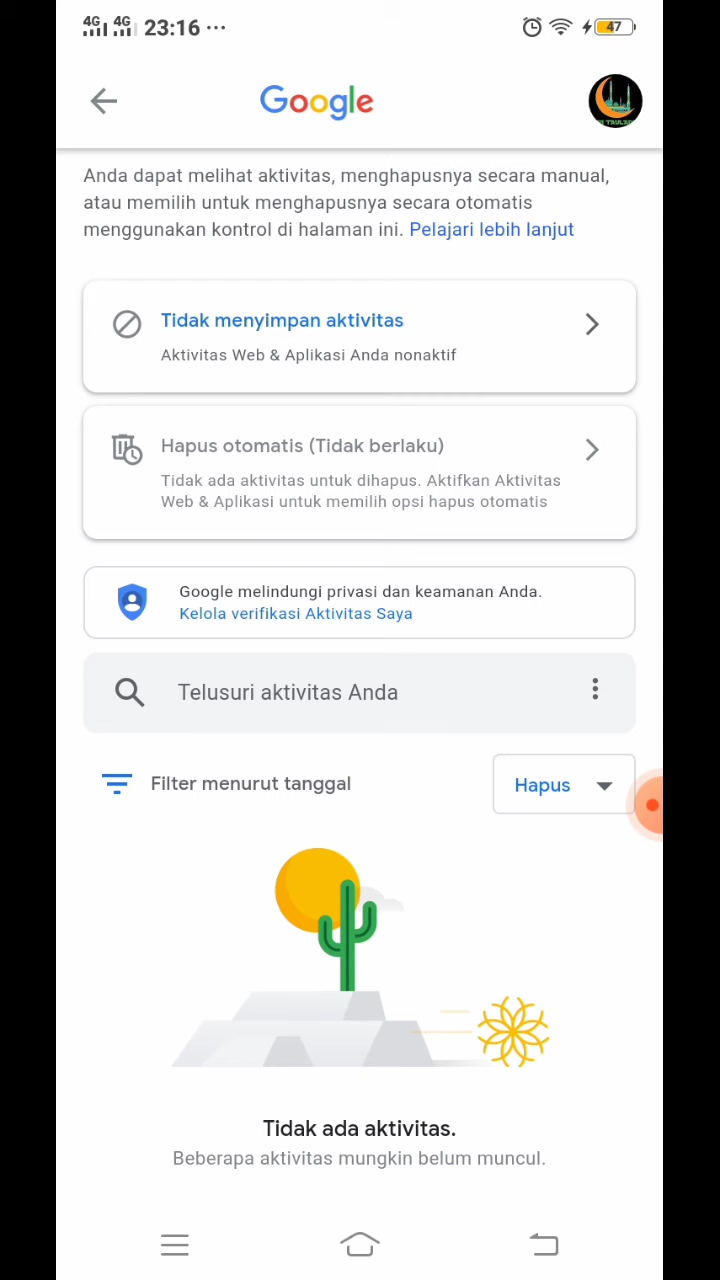 4G 4G 23:16 ... 47
Google
Anda dapat melihat aktivitas, menghapusnya secara manual,
atau memilih untuk menghapusnya secara otomatis
menggunakan kontrol di halaman ini. Pelajari lebih lanjut
Tidak menyimpan aktivitas
Aktivitas Web & Aplikasi Anda nonaktif
Hapus otomatis (Tidak berlaku)
Tidak ada aktivitas untuk dihapus. Aktifkan Aktivitas
Web & Aplikasi untuk memilih opsi hapus otomatis
Google melindungi privasi dan keamanan Anda.
Kelola verifikasi Aktivitas Saya
Telusuri aktivitas Anda
Filter menurut tanggal
Hapus
Tidak ada aktivitas.
Beberapa aktivitas mungkin belum muncul.